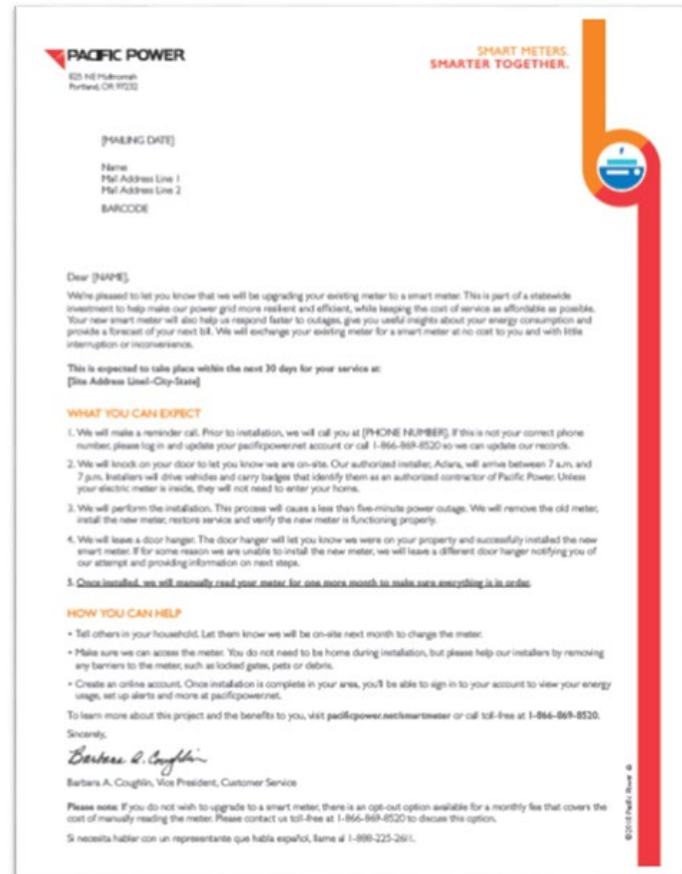 PACIFIC POWER
825 NE Multnomah
Portland, OR 97232
SMART METERS.
SMARTER TOGETHER.
[MAILING DATE]
Name
Mail Address Line 1
Mail Address Line 2
BARCODE
Dear [NAME],
We're pleased to let you know that we will be upgrading your existing meter to a smart meter. This is part of a statewide
investment to help make our power grid more resilient and efficient, while keeping the cost of service as affordable as possible.
Your new smart meter will also help us respond faster to outages, give you useful insights about your energy consumption and
provide a forecast of your next bill. We will exchange your existing meter for a smart meter at no cost to you and with little
interruption or inconvenience.
This is expected to take place within the next 30 days for your service at:
[Site Address Line1-City-State]
WHAT YOU CAN EXPECT
1. We will make a reminder call. Prior to installation, we will call you at [PHONE NUMBER]. If this is not your correct phone
number, please log in and update your pacificpower.net account or call 1-866-869-8520 so we can update our records.
2. We will knock on your door to let you know we are on-site. Our authorized installer, Aclara, will arrive between 7 a.m. and
7 p.m. Installers will drive vehicles and carry badges that identify them as an authorized contractor of Pacific Power. Unless
your electric meter is inside, they will not need to enter your home.
3. We will perform the installation. This process will cause a less than five-minute power outage. We will remove the old meter,
install the new meter, restore service and verify the new meter is functioning properly.
4. We will leave a door hanger. The door hanger will let you know we were on your property and successfully installed the new
smart meter. If for some reason we are unable to install the new meter, we will leave a different door hanger notifying you of
our attempt and providing information on next steps.
5. Once installed, we will manually read your meter for one more month to make sure everything is in order.
HOW YOU CAN HELP
• Tell others in your household. Let them know we will be on-site next month to change the meter.
• Make sure we can access the meter. You do not need to be home during installation, but please help our installers by removing
any barriers to the meter, such as locked gates, pets or debris.
• Create an online account. Once installation is complete in your area, you'll be able to sign in to your account to view your energy
usage, set up alerts and more at pacificpower.net.
To learn more about this project and the benefits to you, visit pacificpower.net/smartmeter or call toll-free at 1-866-869-8520.
Sincerely,
Barbara A. Coughlin
Barbara A. Coughlin, Vice President, Customer Service
Please note: If you do not wish to upgrade to a smart meter, there is an opt-out option available for a monthly fee that covers the
cost of manually reading the meter. Please contact us toll-free at 1-866-869-8520 to discuss this option.
Si necesita hablar con un representante que habla español, llame al 1-888-225-2611.
Pacific Power